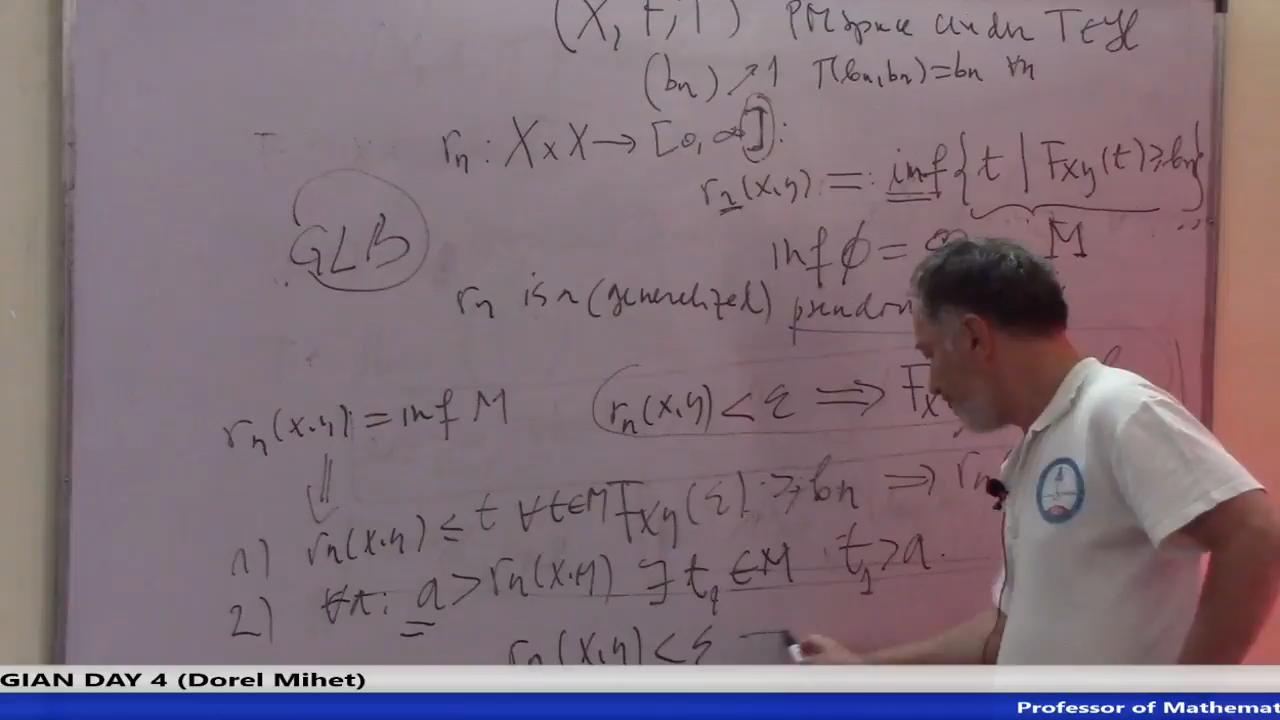 (X, F, T) PM space under T∈ℋ
(bn) ↗ 1 T(bn,bn)=bn ∀n
rn : X×X → [0, ∞]:
rn(x,y) =: inf{t | Fxy(t) ≥ bn}
GLB
inf ϕ = ∞ M
rn is a (generelized)
rn(x,y) = inf M rn(x,y) < ε ⟹ Fx
⇓
1) rn(x,y) ≤ t ∀t∈M Fxy(ε) ≥ bn ⟹ rn
2) a > rn(x,y) ∃ t1 ∈ M t1 > a.
rn(x,y) < ε
GIAN DAY 4 (Dorel Mihet)
Professor of Mathemat